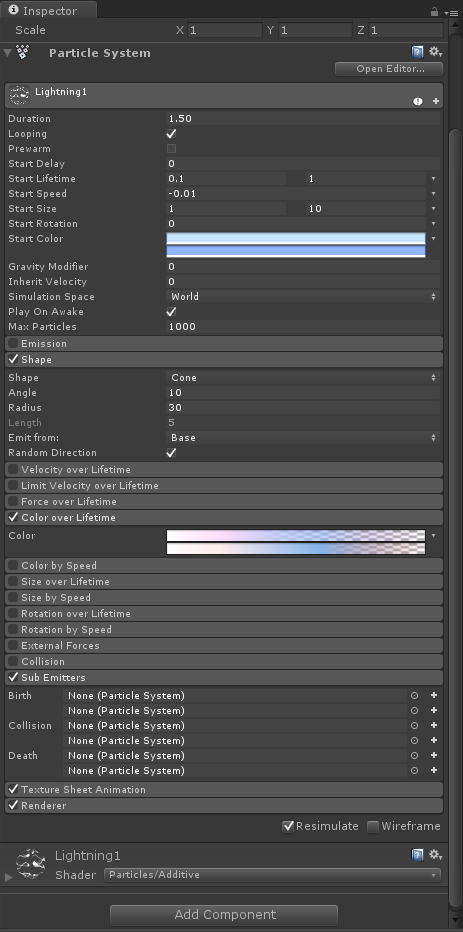 Inspector
Scale X 1 Y 1 Z 1
Particle System
Open Editor...
Lightning1
Duration 1.50
Looping
Prewarm
Start Delay 0
Start Lifetime 0.1 1
Start Speed -0.01
Start Size 1 10
Start Rotation 0
Start Color
Gravity Modifier 0
Inherit Velocity 0
Simulation Space World
Play On Awake
Max Particles 1000
Emission
Shape
Shape Cone
Angle 10
Radius 30
Length 5
Emit from: Base
Random Direction
Velocity over Lifetime
Limit Velocity over Lifetime
Force over Lifetime
Color over Lifetime
Color
Color by Speed
Size over Lifetime
Size by Speed
Rotation over Lifetime
Rotation by Speed
External Forces
Collision
Sub Emitters
Birth None (Particle System)
None (Particle System)
Collision None (Particle System)
None (Particle System)
Death None (Particle System)
None (Particle System)
Texture Sheet Animation
Renderer
Resimulate Wireframe
Lightning1
Shader Particles/Additive
Add Component